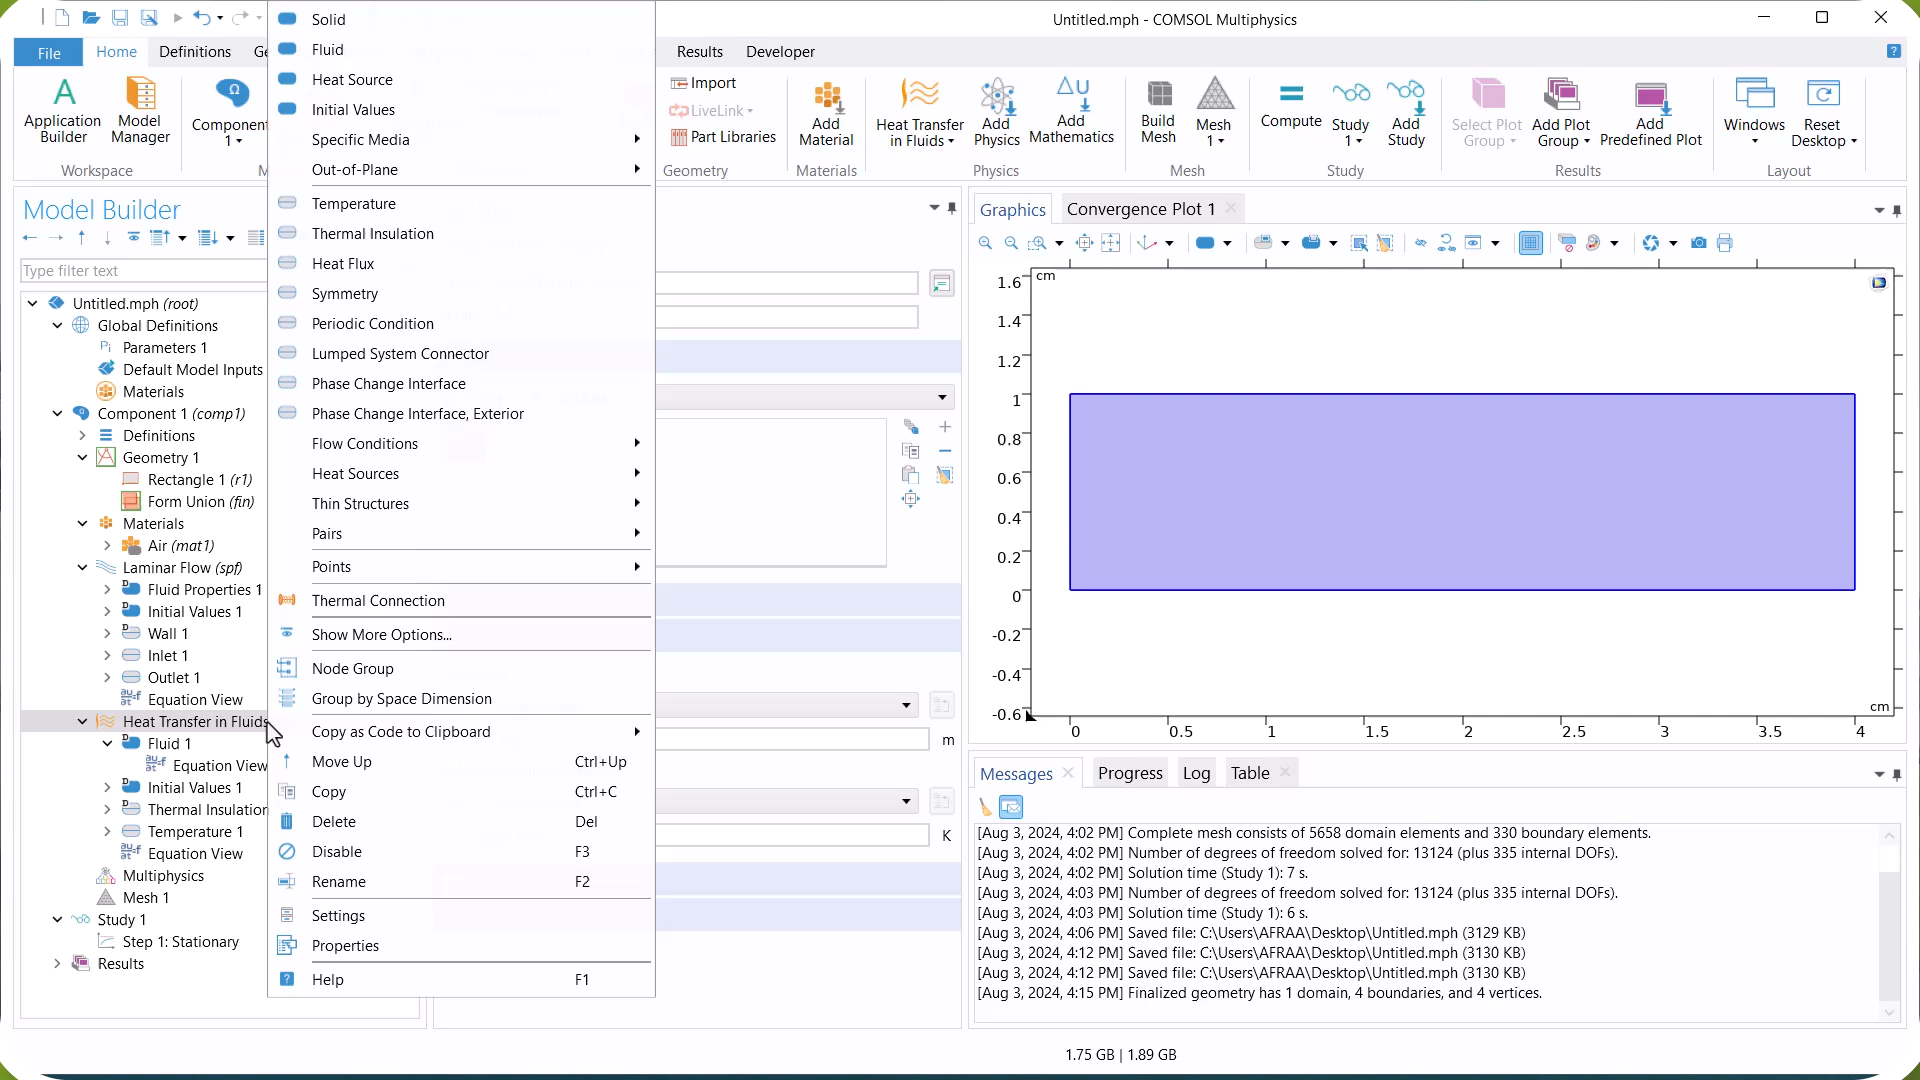 Untitled.mph - COMSOL Multiphysics
File
Home
Definitions
Ge
Results
Developer
Application Builder
Model Manager
Component 1
Import
LiveLink
Part Libraries
Add Material
Heat Transfer in Fluids
Add Physics
Add Mathematics
Build Mesh
Mesh 1
Compute
Study 1
Add Study
Select Plot Group
Add Plot Group
Add Predefined Plot
Windows
Reset Desktop
Workspace
M
Geometry
Materials
Physics
Mesh
Study
Results
Layout
Model Builder
Type filter text
Untitled.mph (root)
Global Definitions
Parameters 1
Default Model Inputs
Materials
Component 1 (comp1)
Definitions
Geometry 1
Rectangle 1 (r1)
Form Union (fin)
Materials
Air (mat1)
Laminar Flow (spf)
Fluid Properties 1
Initial Values 1
Wall 1
Inlet 1
Outlet 1
Equation View
Heat Transfer in Fluids
Fluid 1
Equation View
Initial Values 1
Thermal Insulation
Temperature 1
Equation View
Multiphysics
Mesh 1
Study 1
Step 1: Stationary
Results
Solid
Fluid
Heat Source
Initial Values
Specific Media
Out-of-Plane
Temperature
Thermal Insulation
Heat Flux
Symmetry
Periodic Condition
Lumped System Connector
Phase Change Interface
Phase Change Interface, Exterior
Flow Conditions
Heat Sources
Thin Structures
Pairs
Points
Thermal Connection
Show More Options...
Node Group
Group by Space Dimension
Copy as Code to Clipboard
Move Up Ctrl+Up
Copy Ctrl+C
Delete Del
Disable F3
Rename F2
Settings
Properties
Help F1
m
K
Graphics
Convergence Plot 1
cm
1.6
1.4
1.2
1
0.8
0.6
0.4
0.2
0
-0.2
-0.4
-0.6
cm
0 0.5 1 1.5 2 2.5 3 3.5 4
Messages
Progress
Log
Table
[Aug 3, 2024, 4:02 PM] Complete mesh consists of 5658 domain elements and 330 boundary elements.
[Aug 3, 2024, 4:02 PM] Number of degrees of freedom solved for: 13124 (plus 335 internal DOFs).
[Aug 3, 2024, 4:02 PM] Solution time (Study 1): 7 s.
[Aug 3, 2024, 4:03 PM] Number of degrees of freedom solved for: 13124 (plus 335 internal DOFs).
[Aug 3, 2024, 4:03 PM] Solution time (Study 1): 6 s.
[Aug 3, 2024, 4:06 PM] Saved file: C:\Users\AFRAA\Desktop\Untitled.mph (3129 KB)
[Aug 3, 2024, 4:12 PM] Saved file: C:\Users\AFRAA\Desktop\Untitled.mph (3130 KB)
[Aug 3, 2024, 4:12 PM] Saved file: C:\Users\AFRAA\Desktop\Untitled.mph (3130 KB)
[Aug 3, 2024, 4:15 PM] Finalized geometry has 1 domain, 4 boundaries, and 4 vertices.
1.75 GB | 1.89 GB